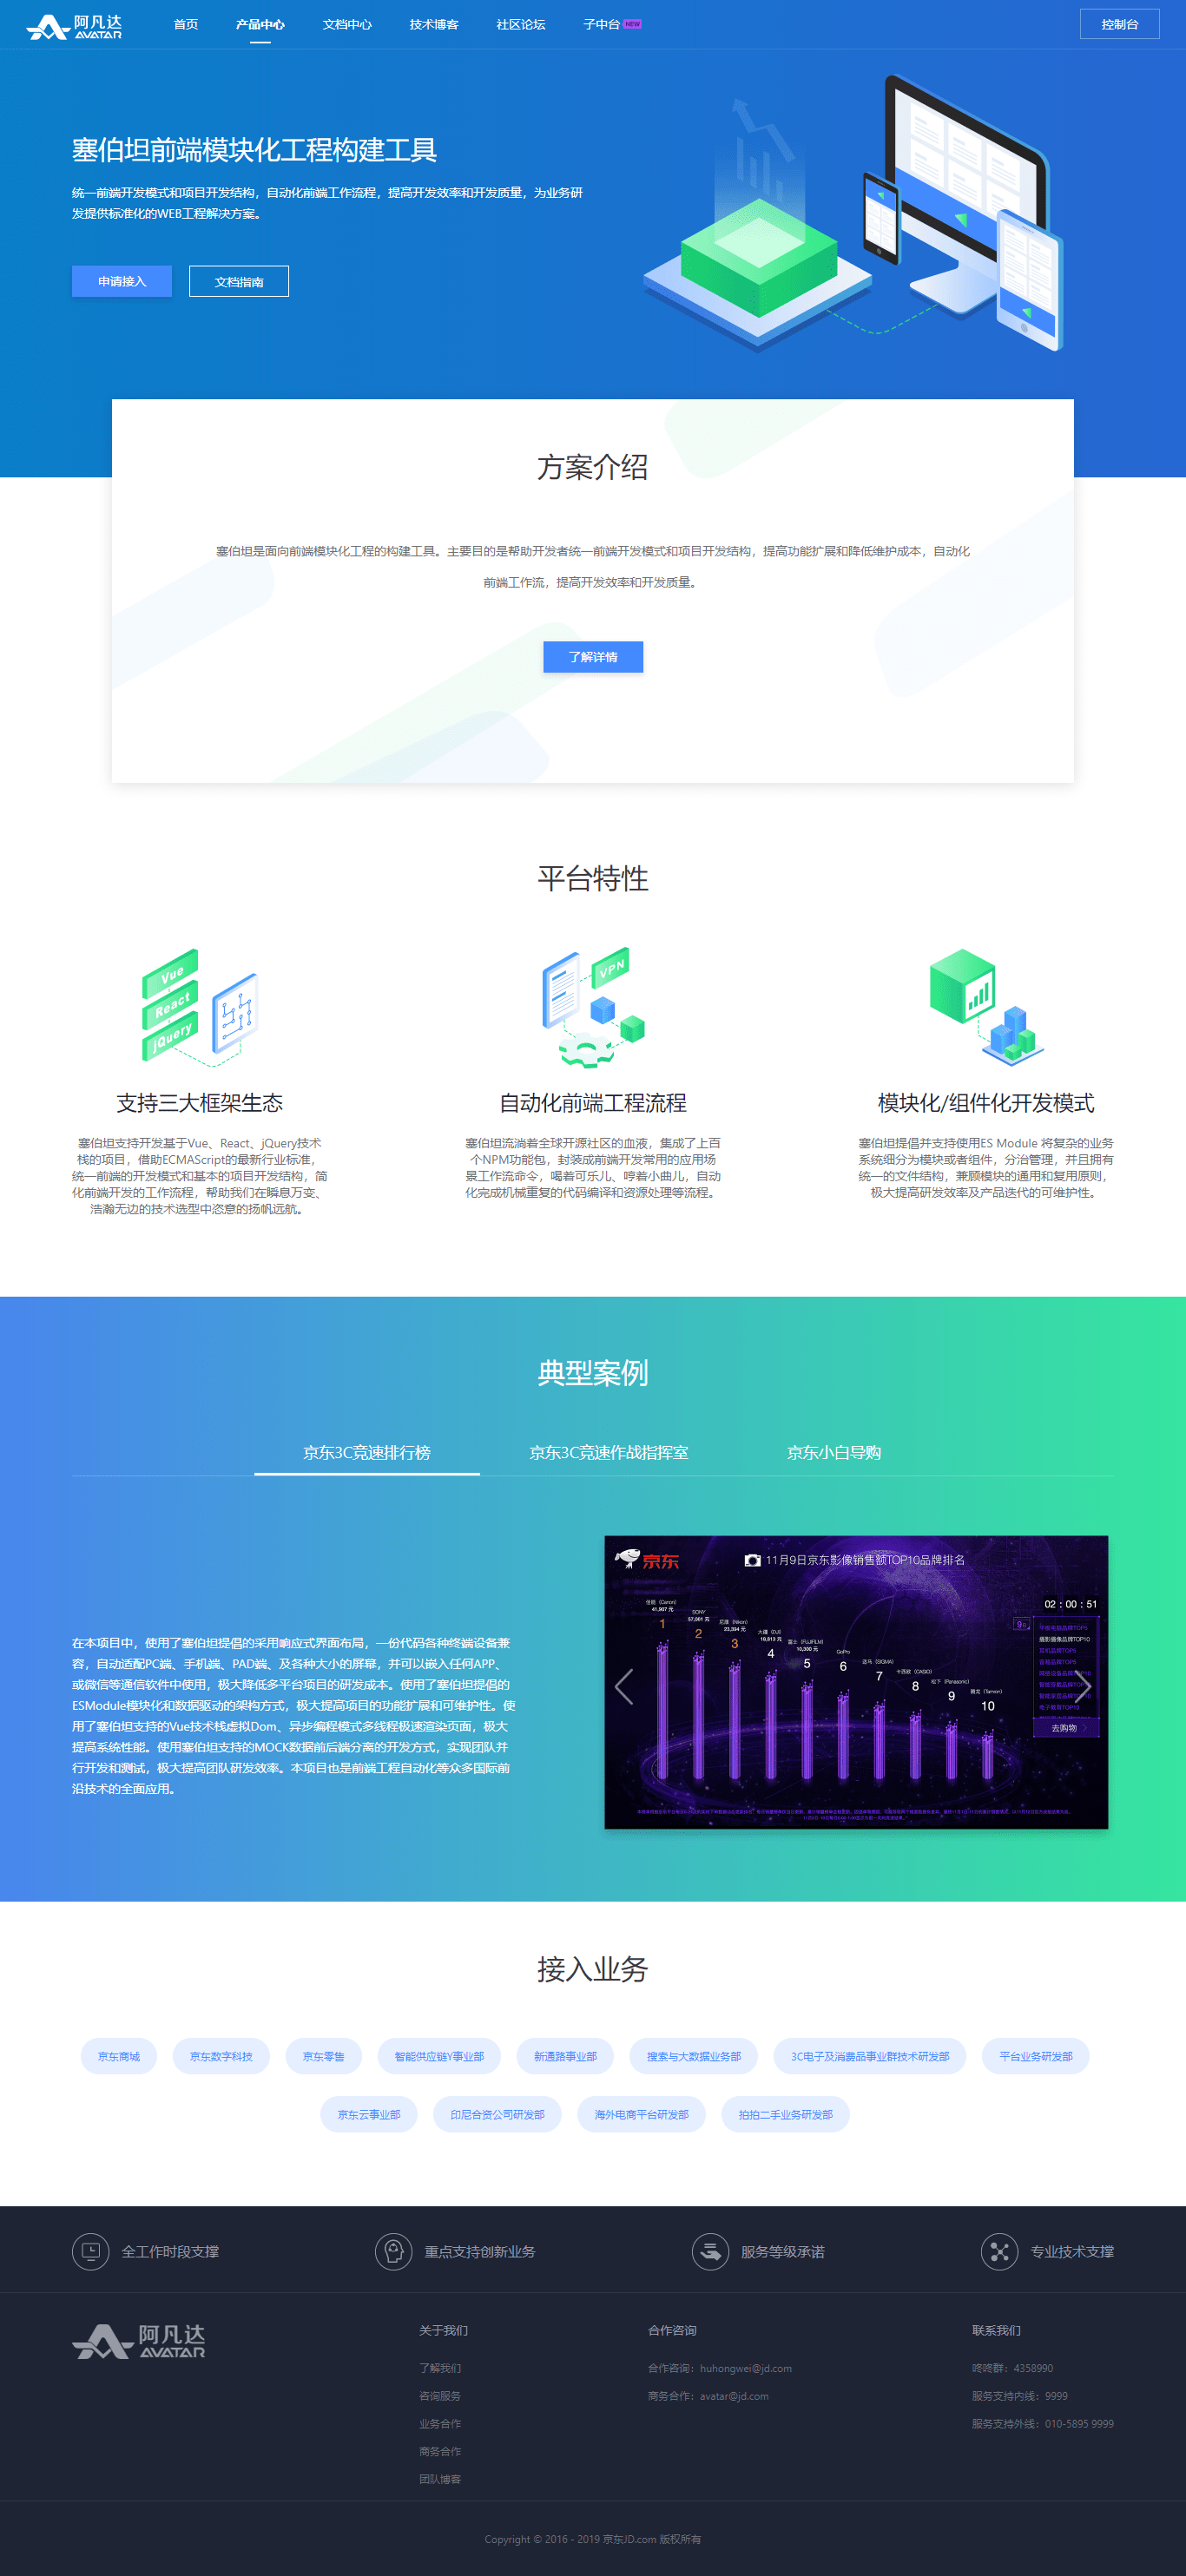 阿凡达
AVATAR
首页
产品中心
文档中心
技术博客
社区论坛
子中台 NEW
控制台
塞伯坦前端模块化工程构建工具
统一前端开发模式和项目开发结构，自动化前端工作流程，提高开发效率和开发质量，为业务研
发提供标准化的WEB工程解决方案。
申请接入
文档指南
方案介绍
塞伯坦是面向前端模块化工程的构建工具。主要目的是帮助开发者统一前端开发模式和项目开发结构，提高功能扩展和降低维护成本，自动化
前端工作流，提高开发效率和开发质量。
了解详情
平台特性
Vue
React
jQuery
VPN
支持三大框架生态
塞伯坦支持开发基于Vue、React、jQuery技术
栈的项目，借助ECMAScript的最新行业标准，
统一前端的开发模式和基本的项目开发结构，简
化前端开发的工作流程，帮助我们在瞬息万变、
浩瀚无边的技术选型中恣意的扬帆远航。
自动化前端工程流程
塞伯坦流淌着全球开源社区的血液，集成了上百
个NPM功能包，封装成前端开发常用的应用场
景工作流命令，喝着可乐儿，哼着小曲儿，自动
化完成机械重复的代码编译和资源处理等流程。
模块化/组件化开发模式
塞伯坦提倡并支持使用ES Module 将复杂的业务
系统细分为模块或者组件，分治管理，并且拥有
统一的文件结构，兼顾模块的通用和复用原则，
极大提高研发效率及产品迭代的可维护性。
典型案例
京东3C竞速排行榜
京东3C竞速作战指挥室
京东小白导购
在本项目中，使用了塞伯坦提倡的采用响应式界面布局，一份代码各种终端设备兼
容，自动适配PC端、手机端、PAD端、及各种大小的屏幕，并可以嵌入任何APP、
或微信等通信软件中使用，极大降低多平台项目的研发成本。使用了塞伯坦提倡的
ESModule模块化和数据驱动的架构方式，极大提高项目的功能扩展和可维护性。使
用了塞伯坦支持的Vue技术栈虚拟Dom、异步编程模式多线程极速渲染页面，极大
提高系统性能。使用塞伯坦支持的MOCK数据前后端分离的开发方式，实现团队并
行开发和测试，极大提高团队研发效率。本项目也是前端工程自动化等众多国际前
沿技术的全面应用。
京东
11月9日京东影像销售额TOP10品牌排名
02 : 00 : 51
佳能（Canon）
41,907 元
1
SONY
57,061 元
2
尼康（Nikon）
23,394 元
3
大疆（DJI）
4
富士（FUJIFILM）
5
GoPro
6
适马（SIGMA）
7
卡西欧（CASIO）
8
松下（Panasonic）
9
腾龙（Tamron）
10
摄影摄像品牌TOP10
去购物
接入业务
京东商城
京东数字科技
京东零售
智能供应链Y事业部
新通路事业部
搜索与大数据业务部
3C电子及消费品事业群技术研发部
平台业务研发部
京东云事业部
印尼合资公司研发部
海外电商平台研发部
拍拍二手业务研发部
全工作时段支撑
重点支持创新业务
服务等级承诺
专业技术支撑
阿凡达
AVATAR
关于我们
了解我们
咨询服务
业务合作
商务合作
团队博客
合作咨询
合作咨询：huhongwei@jd.com
商务合作：avatar@jd.com
联系我们
咚咚群：4358990
服务支持内线：9999
服务支持外线：010-5895 9999
Copyright © 2016 - 2019 京东JD.com 版权所有